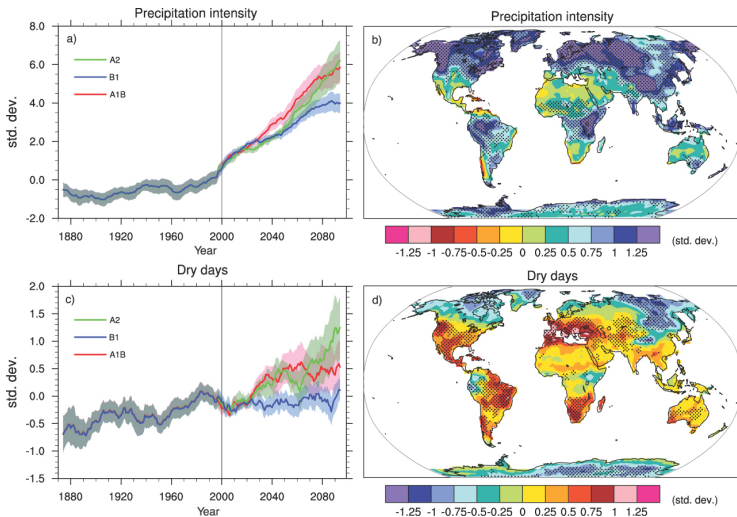 Precipitation intensity
a)
A2
B1
A1B
8.0
6.0
4.0
2.0
0.0
-2.0
std. dev.
1880 1920 1960 2000 2040 2090
Year
Precipitation intensity
b)
-1.25 -1 -0.75 -0.5 -0.25 0 0.25 0.5 0.75 1 1.25
(std. dev.)
Dry days
c)
A2
B1
A1B
2.0
1.5
1.0
0.5
0.0
-0.5
-1.0
-1.5
std. dev.
1880 1920 1960 2000 2040 2090
Year
Dry days
d)
-1.25 -1 -0.75 -0.5 -0.25 0 0.25 0.5 0.75 1 1.25
(std. dev.)